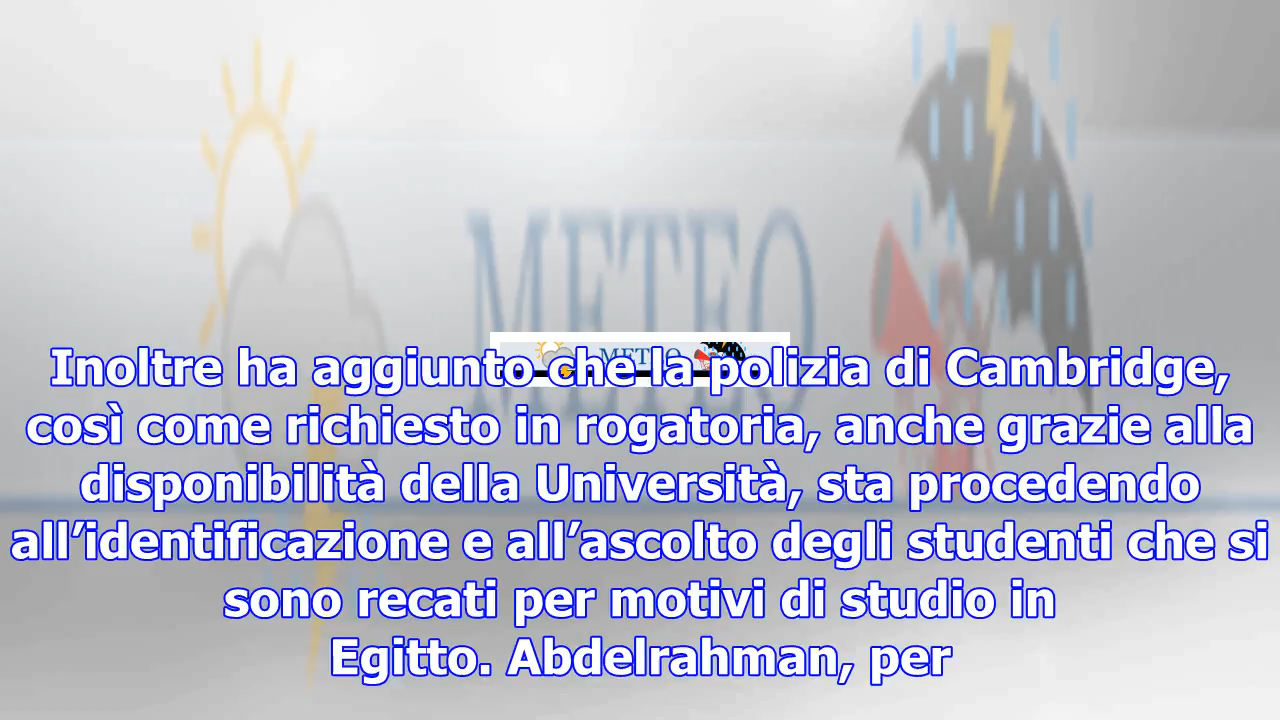 METEO
METEO
Inoltre ha aggiunto che la polizia di Cambridge,
così come richiesto in rogatoria, anche grazie alla
disponibilità della Università, sta procedendo
all’identificazione e all’ascolto degli studenti che si
sono recati per motivi di studio in
Egitto. Abdelrahman, per